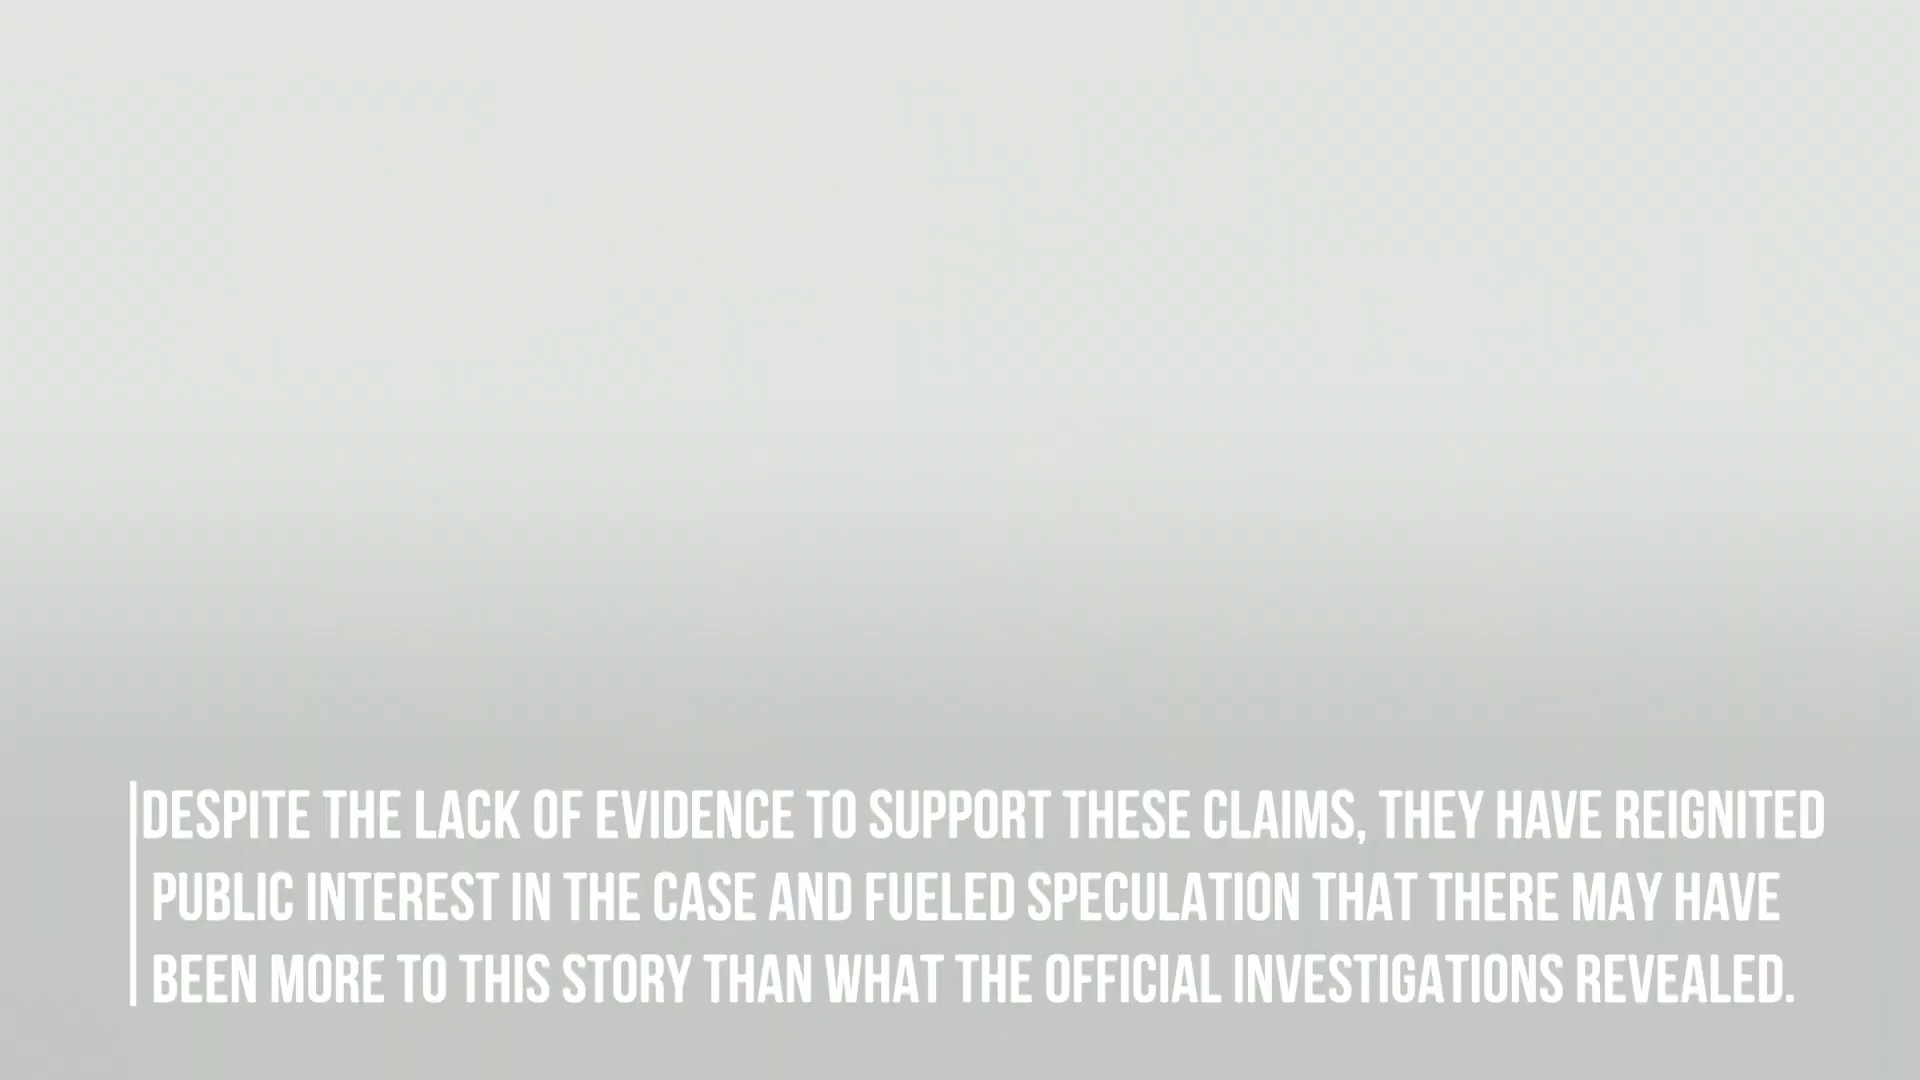 DESPITE THE LACK OF EVIDENCE TO SUPPORT THESE CLAIMS, THEY HAVE REIGNITED
PUBLIC INTEREST IN THE CASE AND FUELED SPECULATION THAT THERE MAY HAVE
BEEN MORE TO THIS STORY THAN WHAT THE OFFICIAL INVESTIGATIONS REVEALED.